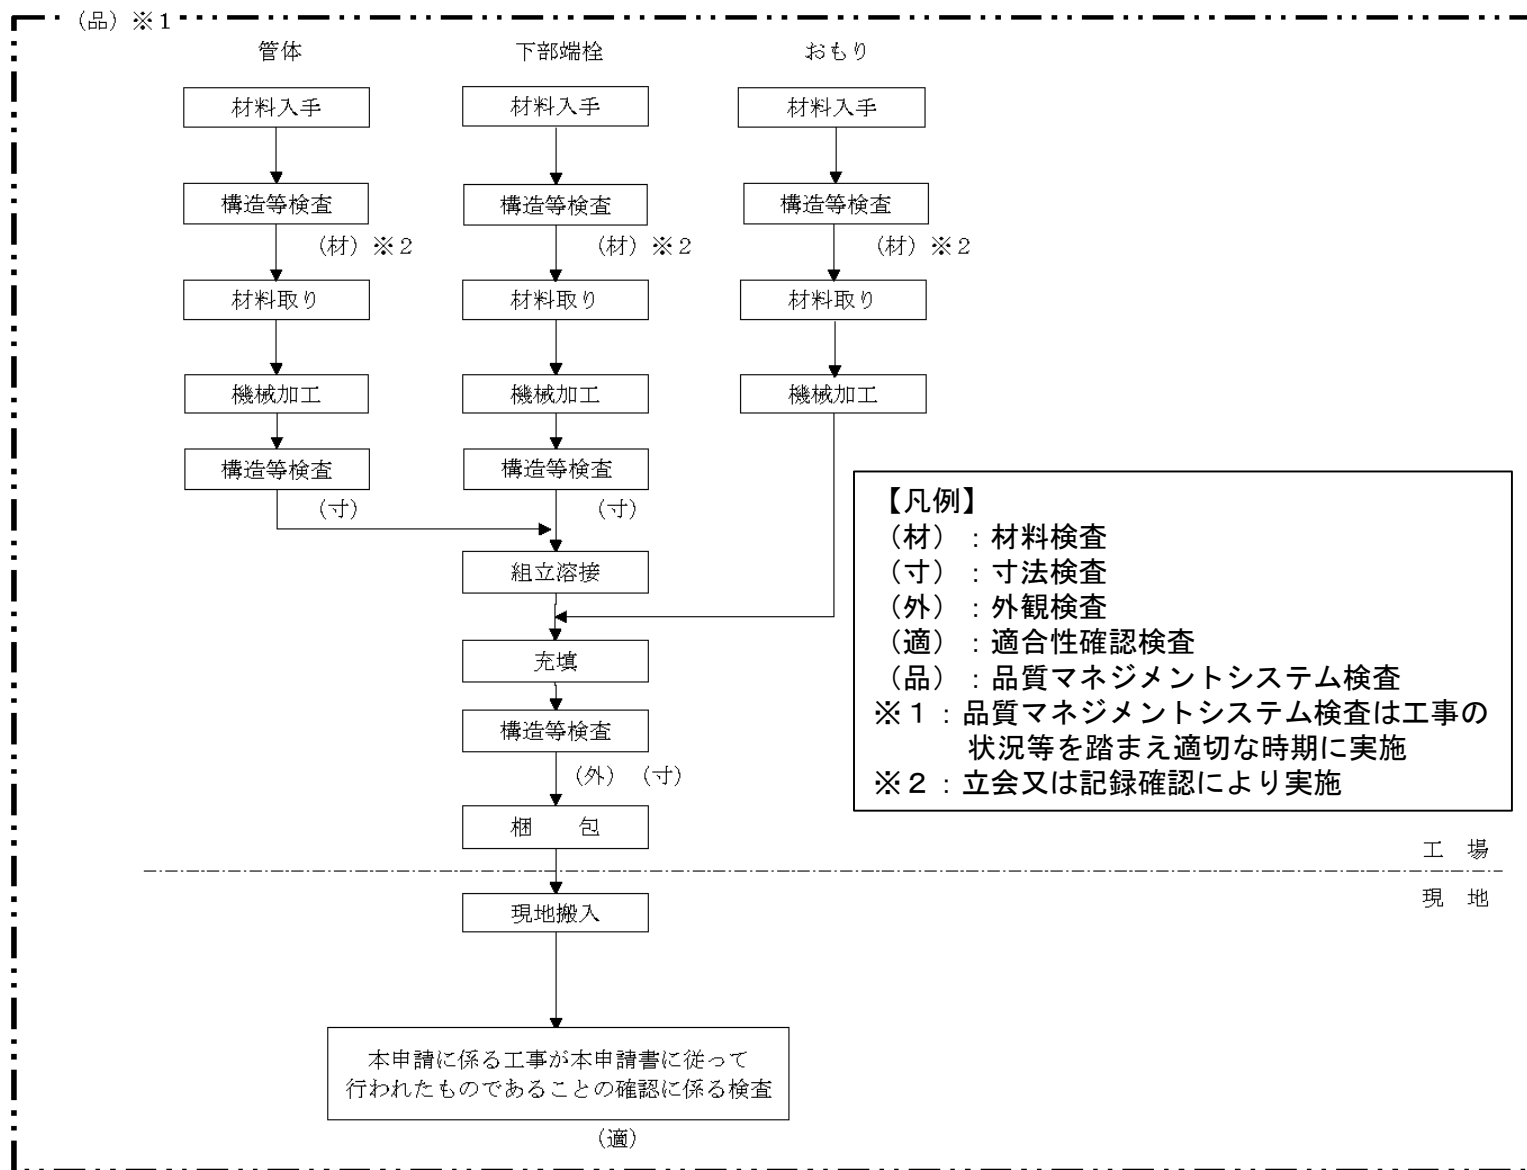 （品）※１
管体　下部端栓　おもり
材料入手　材料入手　材料入手
構造等検査　構造等検査　構造等検査
（材）※２　（材）※２　（材）※２
材料取り　材料取り　材料取り
機械加工　機械加工　機械加工
構造等検査　構造等検査
（寸）　（寸）
組立溶接
充填
構造等検査
（外）（寸）
梱　包
【凡例】
（材）：材料検査
（寸）：寸法検査
（外）：外観検査
（適）：適合性確認検査
（品）：品質マネジメントシステム検査
※１：品質マネジメントシステム検査は工事の
状況等を踏まえ適切な時期に実施
※２：立会又は記録確認により実施
工　場
現　地
現地搬入
本申請に係る工事が本申請書に従って
行われたものであることの確認に係る検査
（適）